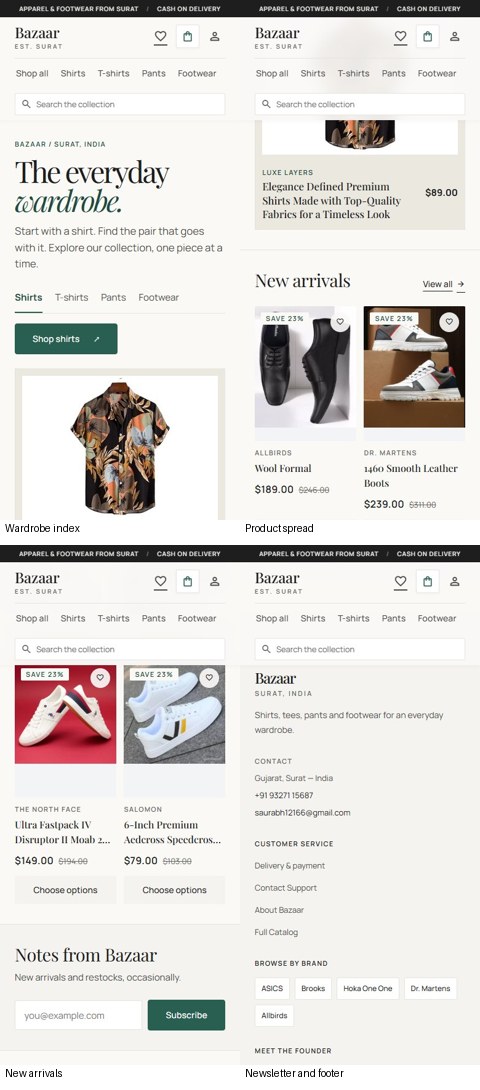 APPAREL & FOOTWEAR FROM SURAT / CASH ON DELIVERY
Bazaar
EST. SURAT
Shop all Shirts T-shirts Pants Footwear
Search the collection
BAZAAR / SURAT, INDIA
The everyday
wardrobe.
Start with a shirt. Find the pair that goes
with it. Explore our collection, one piece at a
time.
Shirts T-shirts Pants Footwear
Shop shirts ↗
Wardrobe index
APPAREL & FOOTWEAR FROM SURAT / CASH ON DELIVERY
Bazaar
EST. SURAT
Shop all Shirts T-shirts Pants Footwear
Search the collection
LUXE LAYERS
Elegance Defined Premium
Shirts Made with Top-Quality
Fabrics for a Timeless Look
$89.00
New arrivals
View all →
SAVE 23%
SAVE 23%
ALLBIRDS
Wool Formal
$189.00 $246.00
DR. MARTENS
1460 Smooth Leather
Boots
$239.00 $311.00
Product spread
APPAREL & FOOTWEAR FROM SURAT / CASH ON DELIVERY
Bazaar
EST. SURAT
Shop all Shirts T-shirts Pants Footwear
Search the collection
SAVE 23%
SAVE 23%
THE NORTH FACE
Ultra Fastpack IV
Disruptor II Moab 2...
$149.00 $194.00
Choose options
SALOMON
6-Inch Premium
Aedcross Speedcros...
$79.00 $103.00
Choose options
Notes from Bazaar
New arrivals and restocks, occasionally.
you@example.com
Subscribe
New arrivals
APPAREL & FOOTWEAR FROM SURAT / CASH ON DELIVERY
Bazaar
EST. SURAT
Shop all Shirts T-shirts Pants Footwear
Search the collection
Bazaar
SURAT, INDIA
Shirts, tees, pants and footwear for an everyday
wardrobe.
CONTACT
Gujarat, Surat — India
+91 93271 15687
saurabh12166@gmail.com
CUSTOMER SERVICE
Delivery & payment
Contact Support
About Bazaar
Full Catalog
BROWSE BY BRAND
ASICS Brooks Hoka One One Dr. Martens
Allbirds
MEET THE FOUNDER
Newsletter and footer